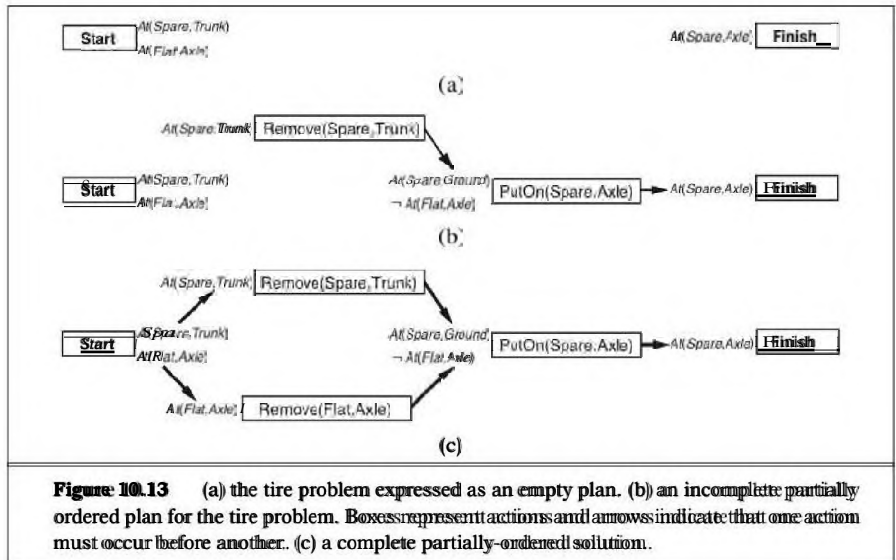 At(Spare,Trunk)
Start
At(Flat,Axle)
At(Spare,Axle) Finish
(a)
At(Spare,Trunk) Remove(Spare,Trunk)
Start
At(Spare,Trunk)
At(Flat,Axle)
At(Spare,Ground)
¬ At(Flat,Axle)
PutOn(Spare,Axle)
At(Spare,Axle) Finish
(b)
At(Spare,Trunk) Remove(Spare,Trunk)
Start
At(Spare,Trunk)
At(Flat,Axle)
At(Spare,Ground)
¬ At(Flat,Axle)
PutOn(Spare,Axle)
At(Spare,Axle) Finish
At(Flat,Axle) Remove(Flat,Axle)
(c)
Figure 10.13 (a) the tire problem expressed as an empty plan. (b) an incomplete partially
ordered plan for the tire problem. Boxes represent actions and arrows indicate that one action
must occur before another. (c) a complete partially-ordered solution.